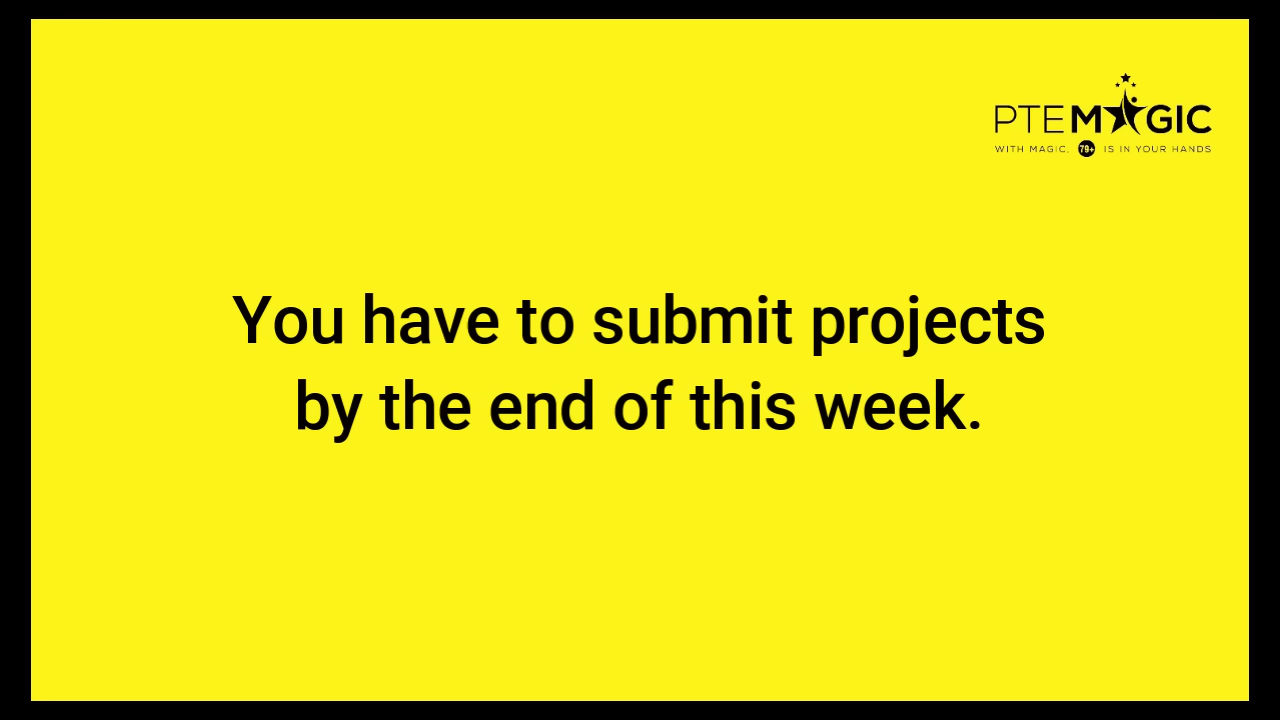 PTEMAGIC
WITH MAGIC, 79+ IS IN YOUR HANDS
You have to submit projects
by the end of this week.